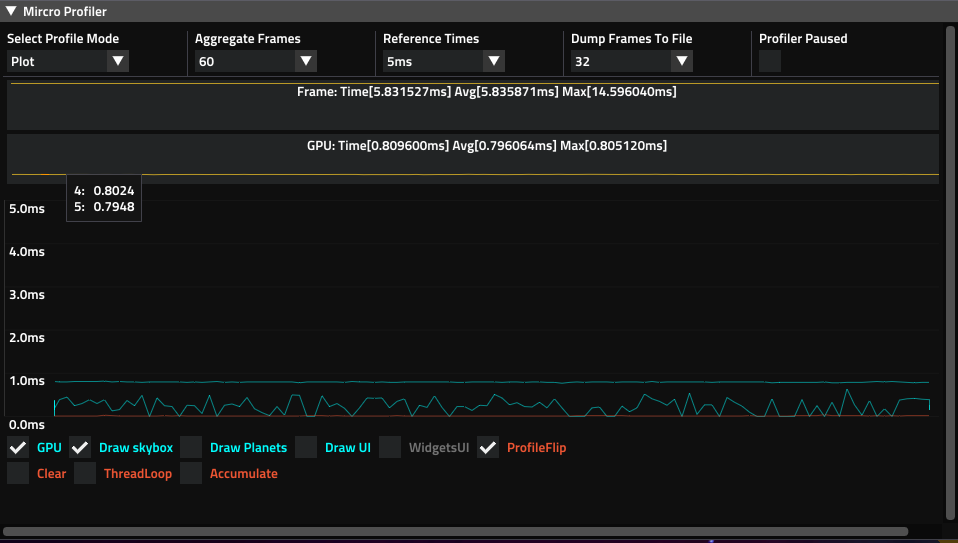 Mircro Profiler
Select Profile Mode Aggregate Frames Reference Times Dump Frames To File Profiler Paused
Plot 60 5ms 32
Frame: Time[5.831527ms] Avg[5.835871ms] Max[14.596040ms]
GPU: Time[0.809600ms] Avg[0.796064ms] Max[0.805120ms]
4: 0.8024
5: 0.7948
5.0ms
4.0ms
3.0ms
2.0ms
1.0ms
0.0ms
GPU Draw skybox Draw Planets Draw UI WidgetsUI ProfileFlip
Clear ThreadLoop Accumulate